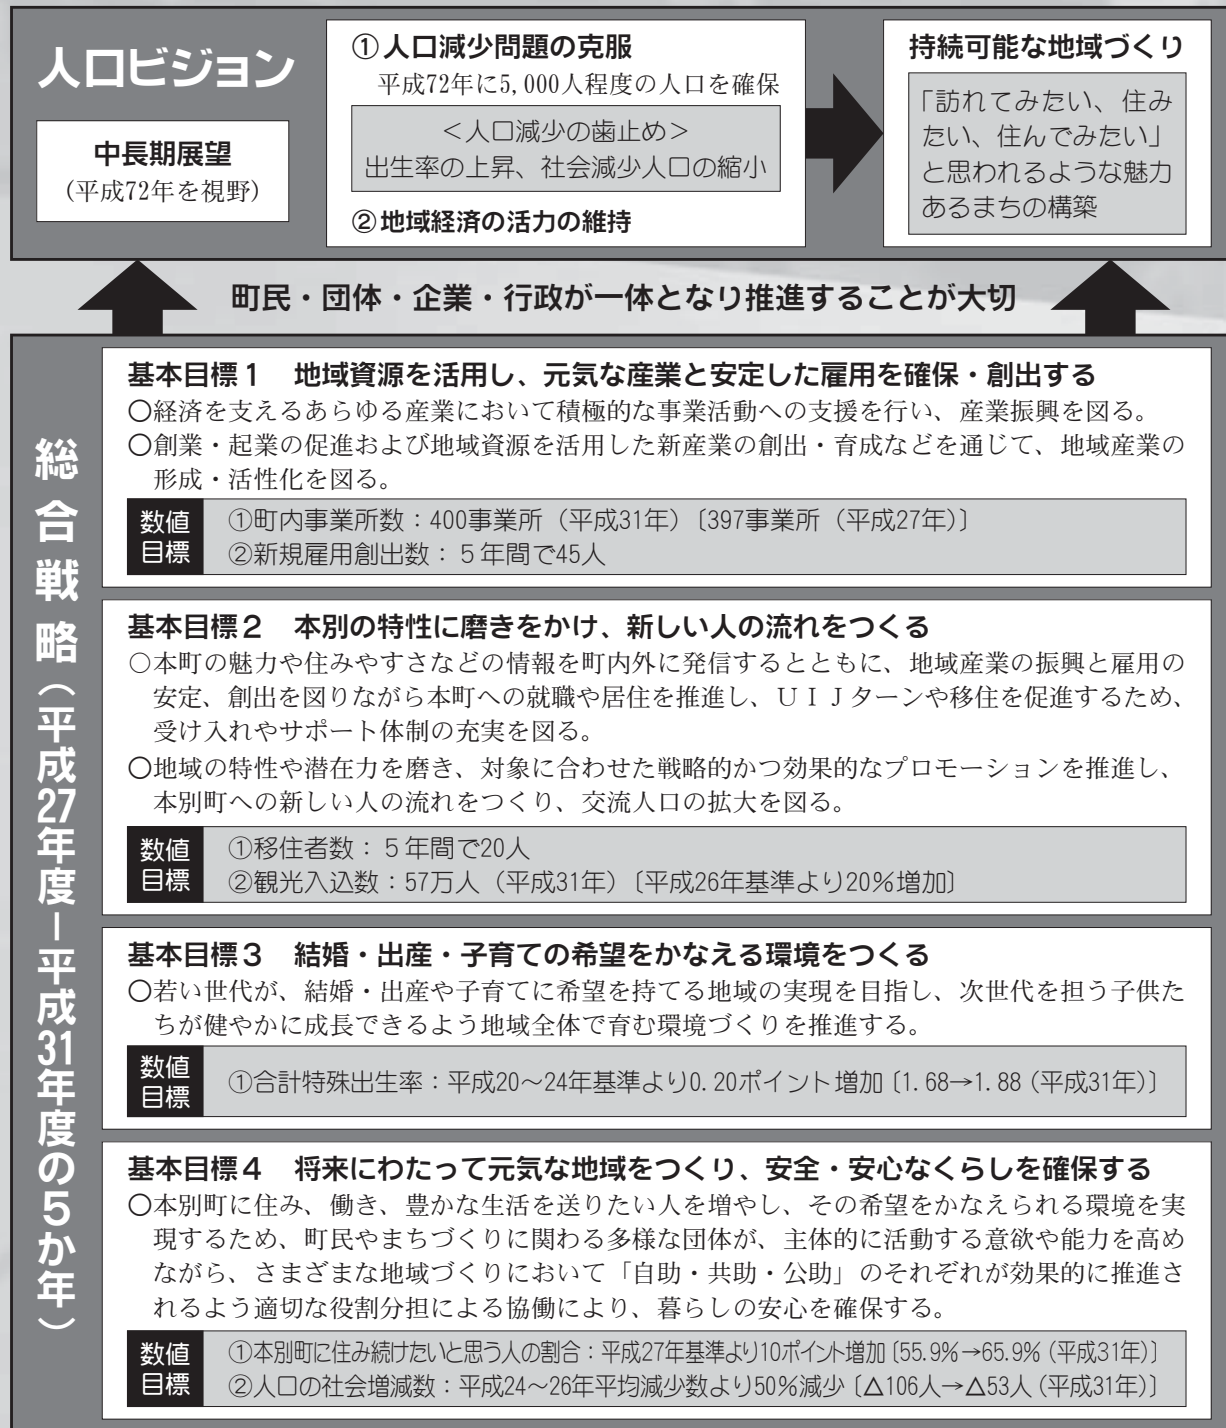 人口ビジョン
中長期展望
(平成72年を視野)
①人口減少問題の克服
平成72年に5,000人程度の人口を確保
＜人口減少の歯止め＞
出生率の上昇、社会減少人口の縮小
②地域経済の活力の維持
持続可能な地域づくり
「訪れてみたい、住み
たい、住んでみたい」
と思われるような魅力
あるまちの構築
町民・団体・企業・行政が一体となり推進することが大切
総合戦略（平成27年度－平成31年度の5か年）
基本目標１　地域資源を活用し、元気な産業と安定した雇用を確保・創出する
○経済を支えるあらゆる産業において積極的な事業活動への支援を行い、産業振興を図る。
○創業・起業の促進および地域資源を活用した新産業の創出・育成などを通じて、地域産業の
形成・活性化を図る。
数値
目標
①町内事業所数：400事業所（平成31年）〔397事業所（平成27年）〕
②新規雇用創出数：５年間で45人
基本目標２　本別の特性に磨きをかけ、新しい人の流れをつくる
○本町の魅力や住みやすさなどの情報を町内外に発信するとともに、地域産業の振興と雇用の
安定、創出を図りながら本町への就職や居住を推進し、ＵＩＪターンや移住を促進するため、
受け入れやサポート体制の充実を図る。
○地域の特性や潜在力を磨き、対象に合わせた戦略的かつ効果的なプロモーションを推進し、
本別町への新しい人の流れをつくり、交流人口の拡大を図る。
数値
目標
①移住者数：５年間で20人
②観光入込数：57万人（平成31年）〔平成26年基準より20％増加〕
基本目標３　結婚・出産・子育ての希望をかなえる環境をつくる
○若い世代が、結婚・出産や子育てに希望を持てる地域の実現を目指し、次世代を担う子供た
ちが健やかに成長できるよう地域全体で育む環境づくりを推進する。
数値
目標
①合計特殊出生率：平成20～24年基準より0.20ポイント増加〔1.68→1.88（平成31年）〕
基本目標４　将来にわたって元気な地域をつくり、安全・安心なくらしを確保する
○本別町に住み、働き、豊かな生活を送りたい人を増やし、その希望をかなえられる環境を実
現するため、町民やまちづくりに関わる多様な団体が、主体的に活動する意欲や能力を高め
ながら、さまざまな地域づくりにおいて「自助・共助・公助」のそれぞれが効果的に推進さ
れるよう適切な役割分担による協働により、暮らしの安心を確保する。
数値
目標
①本別町に住み続けたいと思う人の割合：平成27年基準より10ポイント増加〔55.9%→65.9%（平成31年）〕
②人口の社会増減数：平成24～26年平均減少数より50％減少〔△106人→△53人（平成31年）〕